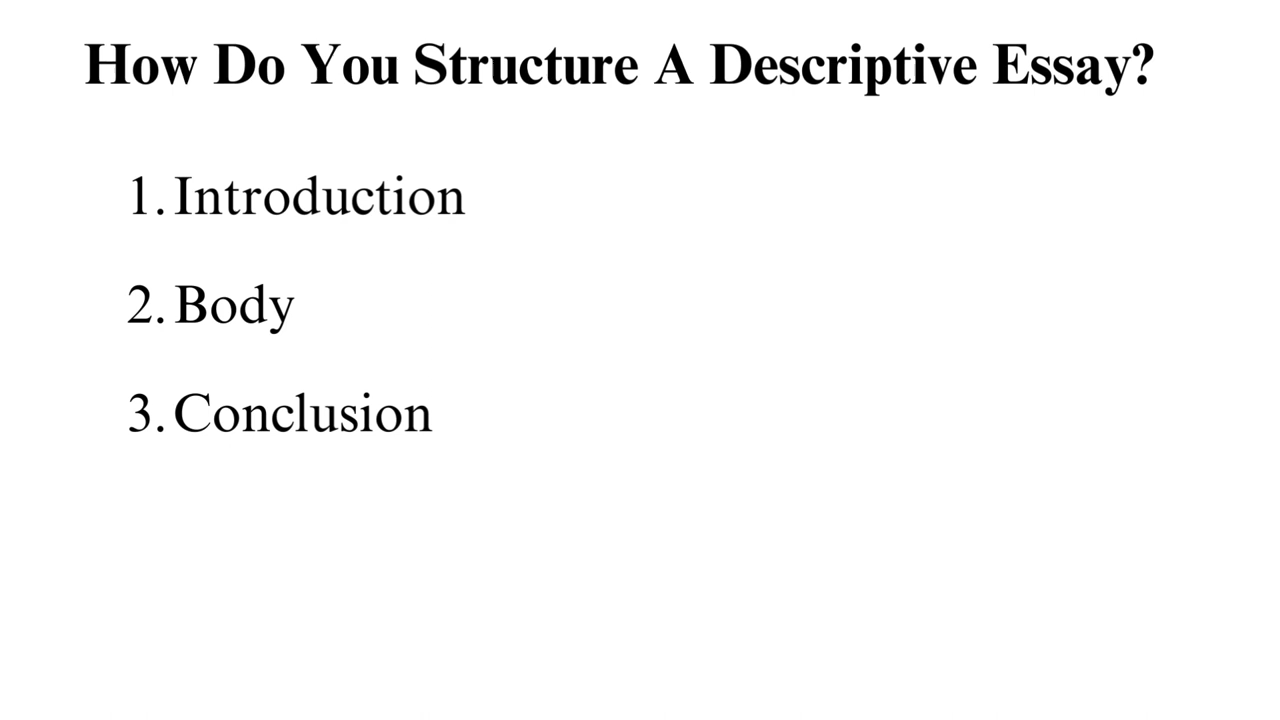 How Do You Structure A Descriptive Essay?
1. Introduction
2. Body
3. Conclusion